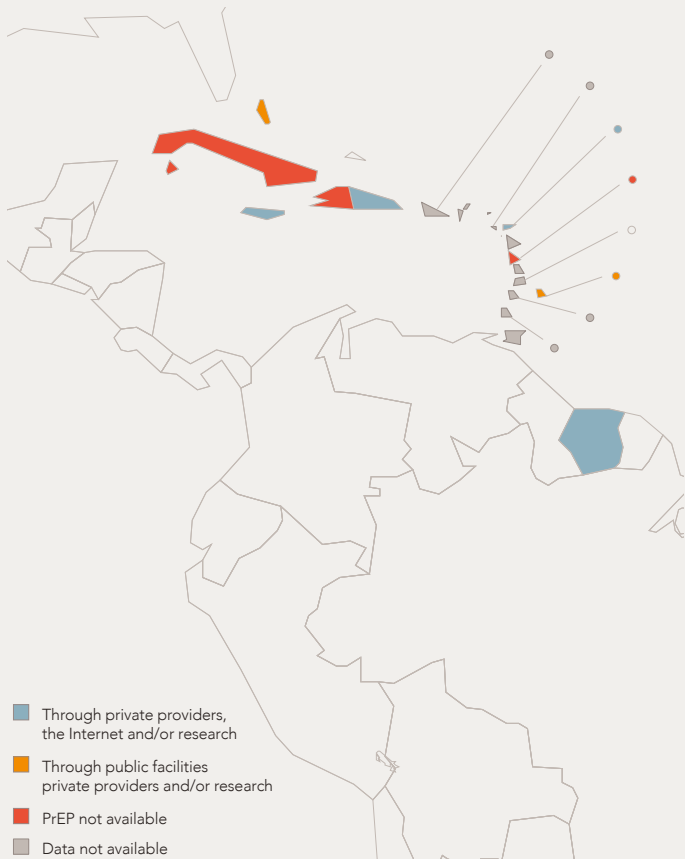 Through private providers,
the Internet and/or research
Through public facilities
private providers and/or research
PrEP not available
Data not available